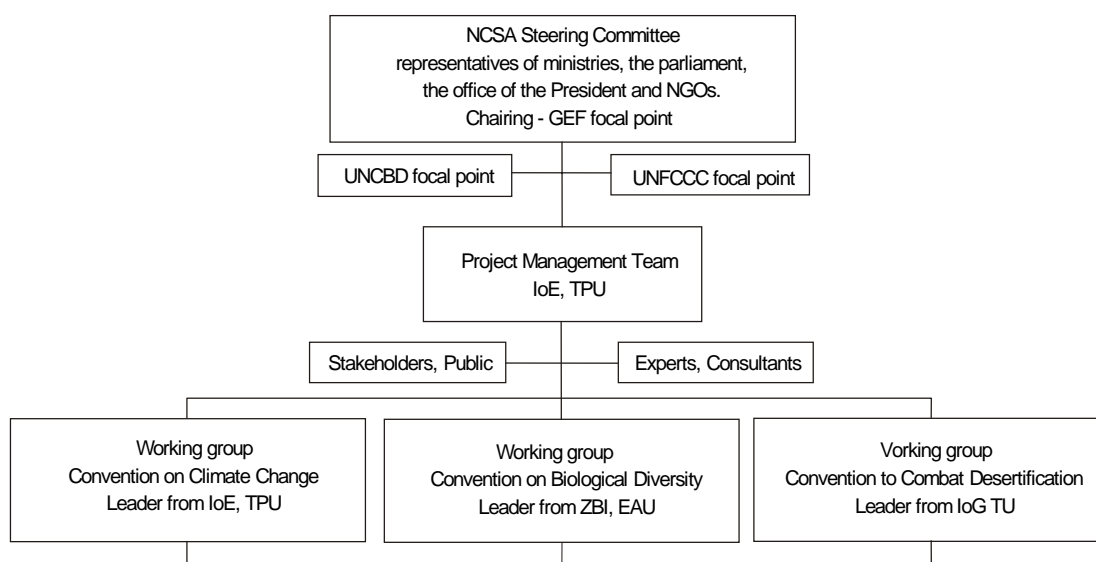 NCSA Steering Committee
representatives of ministries, the parliament,
the office of the President and NGOs.
Chairing - GEF focal point
UNCBD focal point
UNFCCC focal point
Project Management Team
IoE, TPU
Stakeholders, Public
Experts, Consultants
Working group
Convention on Climate Change
Leader from IoE, TPU
Working group
Convention on Biological Diversity
Leader from ZBI, EAU
Vorking group
Convention to Combat Desertification
Leader from IoG TU